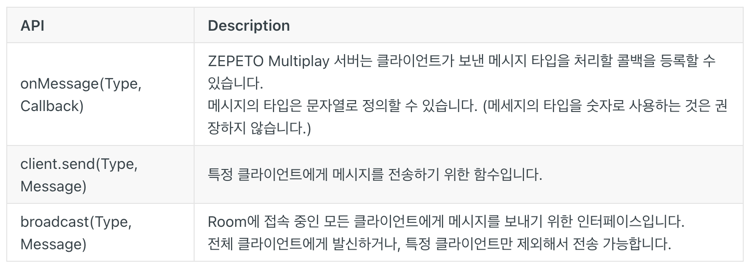 API
Description
onMessage(Type,
Callback)
ZEPETO Multiplay 서버는 클라이언트가 보낸 메시지 타입을 처리할 콜백을 등록할 수
있습니다.
메시지의 타입은 문자열로 정의할 수 있습니다. (메세지의 타입을 숫자로 사용하는 것은 권
장하지 않습니다.)
client.send(Type,
Message)
특정 클라이언트에게 메시지를 전송하기 위한 함수입니다.
broadcast(Type,
Message)
Room에 접속 중인 모든 클라이언트에게 메시지를 보내기 위한 인터페이스입니다.
전체 클라이언트에게 발신하거나, 특정 클라이언트만 제외해서 전송 가능합니다.